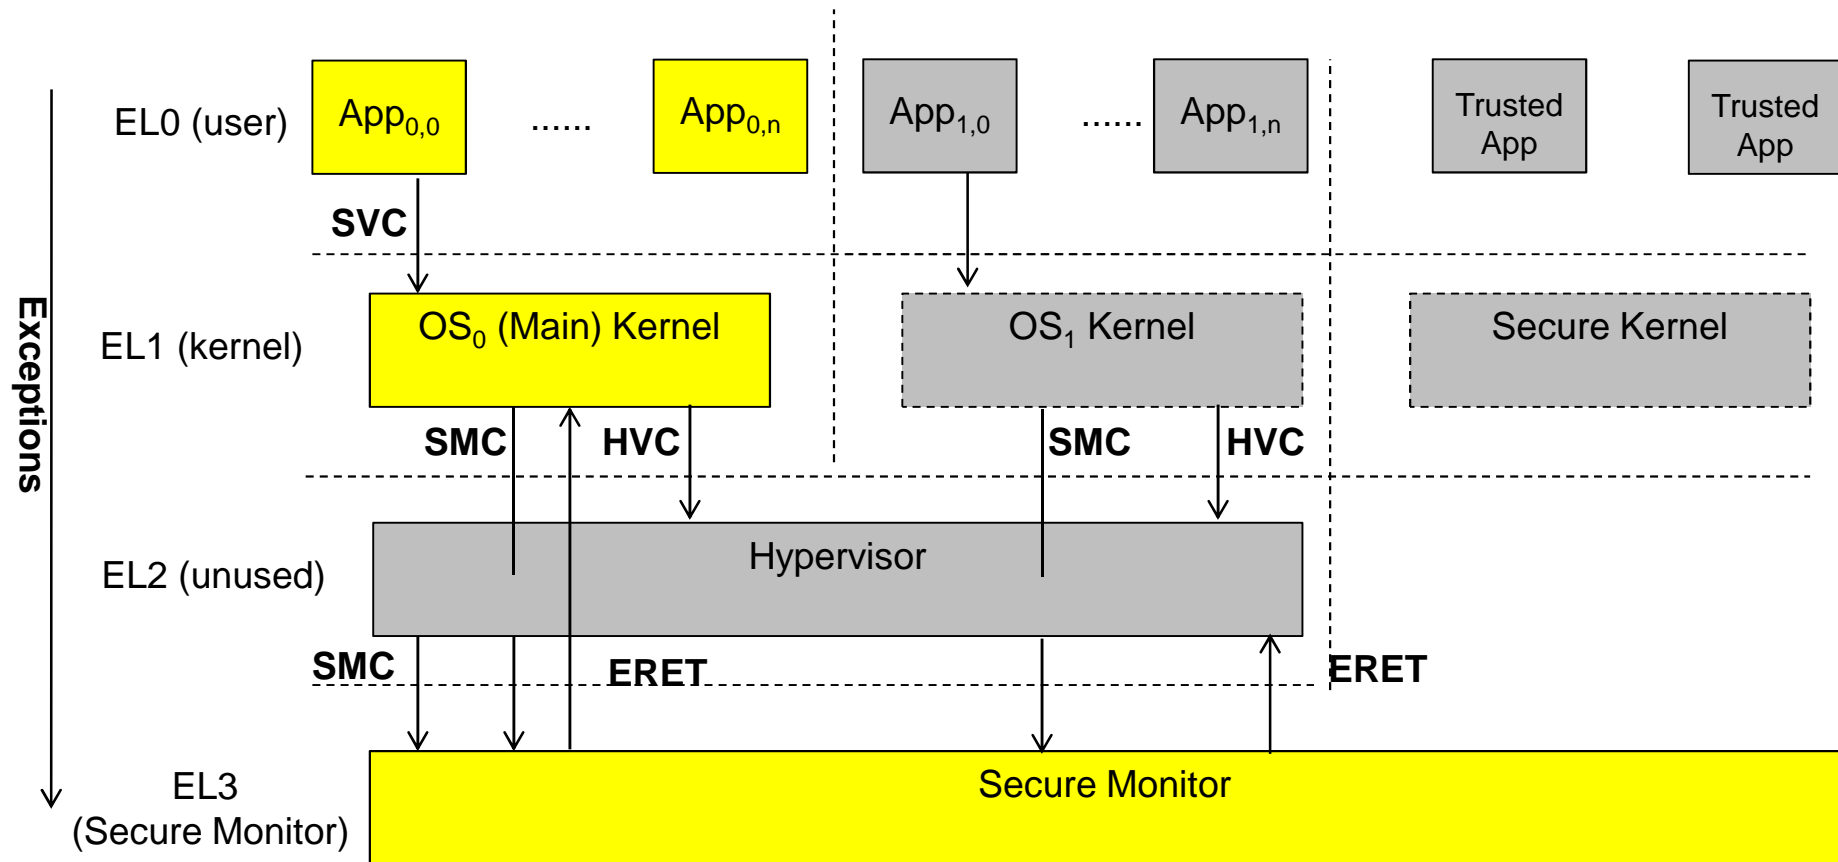 EL0 (user)
App0,0
......
App0,n
App1,0
......
App1,n
Trusted
App
Trusted
App
SVC
Exceptions
EL1 (kernel)
OS0 (Main) Kernel
OS1 Kernel
Secure Kernel
SMC
HVC
SMC
HVC
EL2 (unused)
Hypervisor
SMC
ERET
ERET
EL3
(Secure Monitor)
Secure Monitor